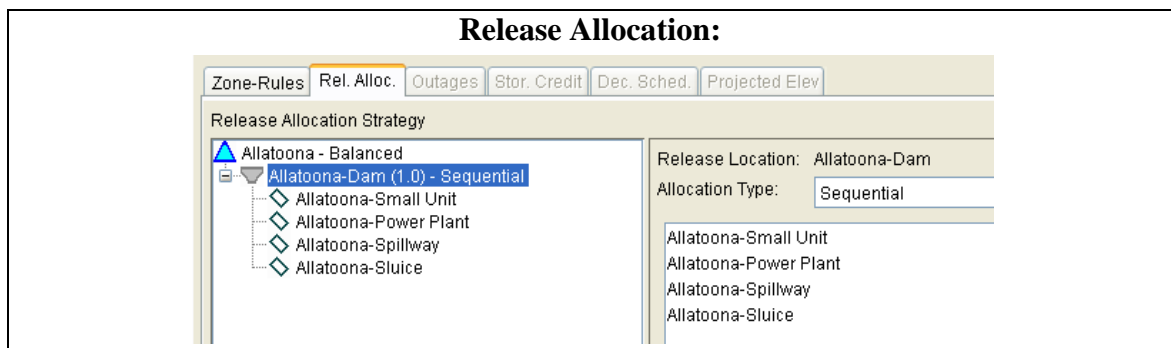 Release Allocation:
Zone-Rules Rel. Alloc. Outages Stor. Credit Dec. Sched. Projected Elev
Release Allocation Strategy
Allatoona - Balanced
Allatoona-Dam (1.0) - Sequential
Allatoona-Small Unit
Allatoona-Power Plant
Allatoona-Spillway
Allatoona-Sluice
Release Location: Allatoona-Dam
Allocation Type: Sequential
Allatoona-Small Unit
Allatoona-Power Plant
Allatoona-Spillway
Allatoona-Sluice